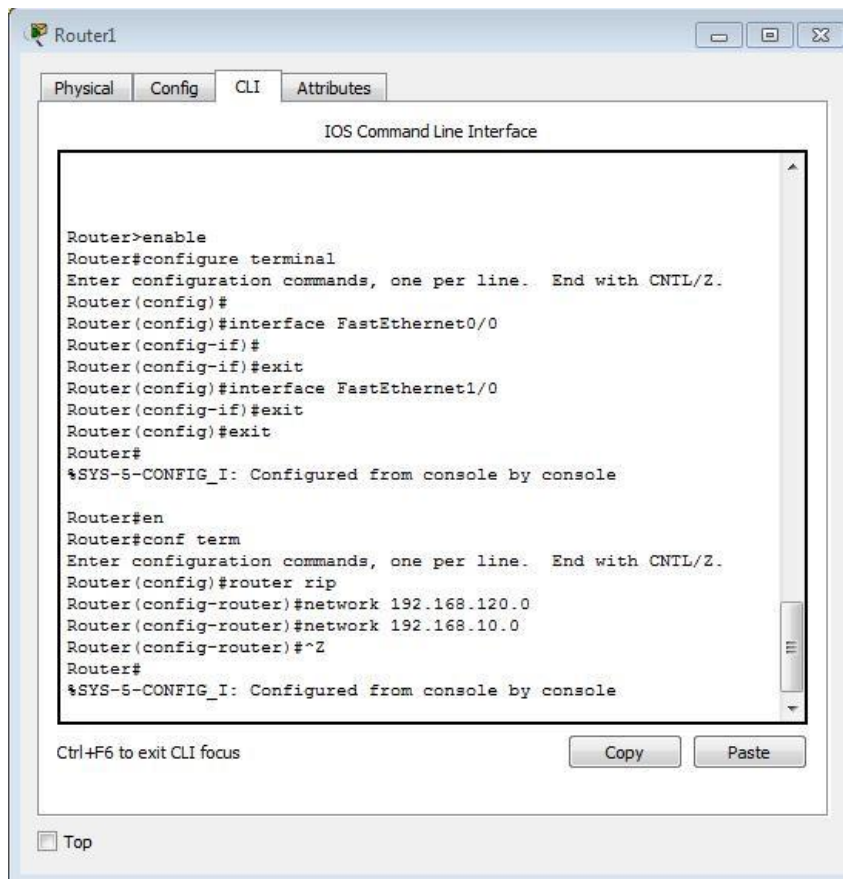 Router1
Physical Config CLI Attributes
IOS Command Line Interface
Router>enable
Router#configure terminal
Enter configuration commands, one per line.  End with CNTL/Z.
Router(config)#
Router(config)#interface FastEthernet0/0
Router(config-if)#
Router(config-if)#exit
Router(config)#interface FastEthernet1/0
Router(config-if)#exit
Router(config)#exit
Router#
%SYS-5-CONFIG_I: Configured from console by console
Router#en
Router#conf term
Enter configuration commands, one per line.  End with CNTL/Z.
Router(config)#router rip
Router(config-router)#network 192.168.120.0
Router(config-router)#network 192.168.10.0
Router(config-router)#^Z
Router#
%SYS-5-CONFIG_I: Configured from console by console
Ctrl+F6 to exit CLI focus Copy Paste
Top